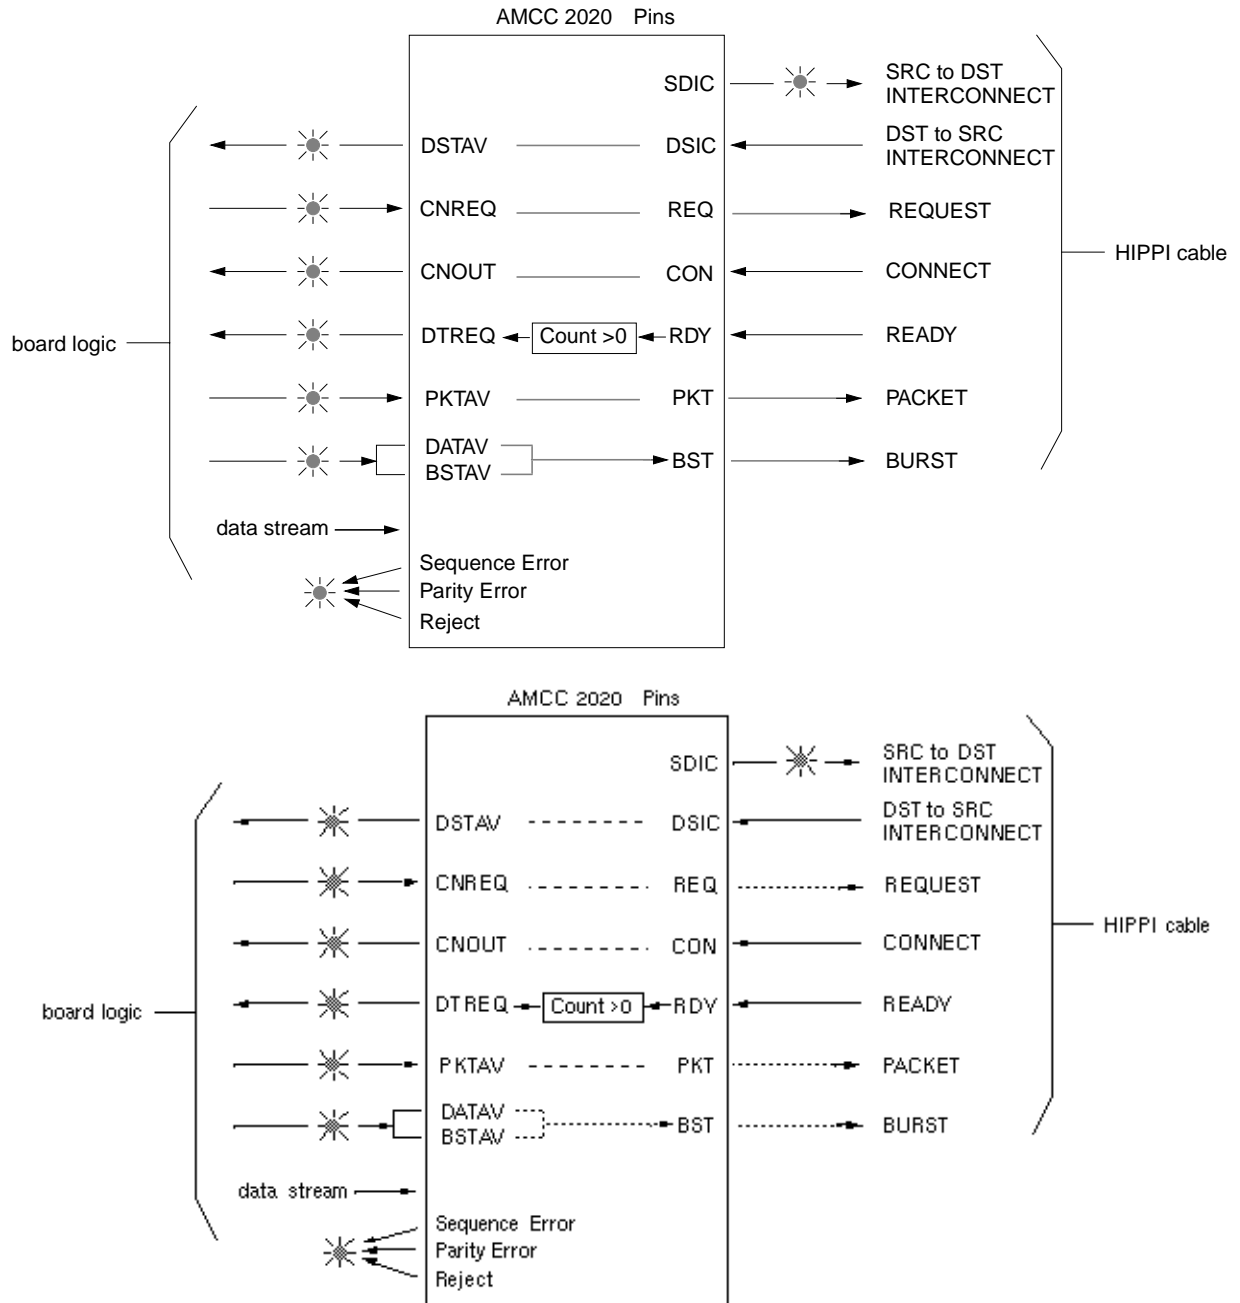 AMCC 2020 Pins
SDIC
SRC to DST
INTERCONNECT
DSTAV
DSIC
DST to SRC
INTERCONNECT
CNREQ
REQ
REQUEST
CNOUT
CON
CONNECT
HIPPI cable
board logic
DTREQ
Count >0
RDY
READY
PKTAV
PKT
PACKET
DATAV
BSTAV
BST
BURST
data stream
Sequence Error
Parity Error
Reject
AMCC 2020 Pins
SDIC
SRC to DST
INTERCONNECT
DSTAV
DSIC
DST to SRC
INTERCONNECT
CNREQ
REQ
REQUEST
CNOUT
CON
CONNECT
HIPPI cable
board logic
DTREQ
Count >0
RDY
READY
PKTAV
PKT
PACKET
DATAV
BSTAV
BST
BURST
data stream
Sequence Error
Parity Error
Reject